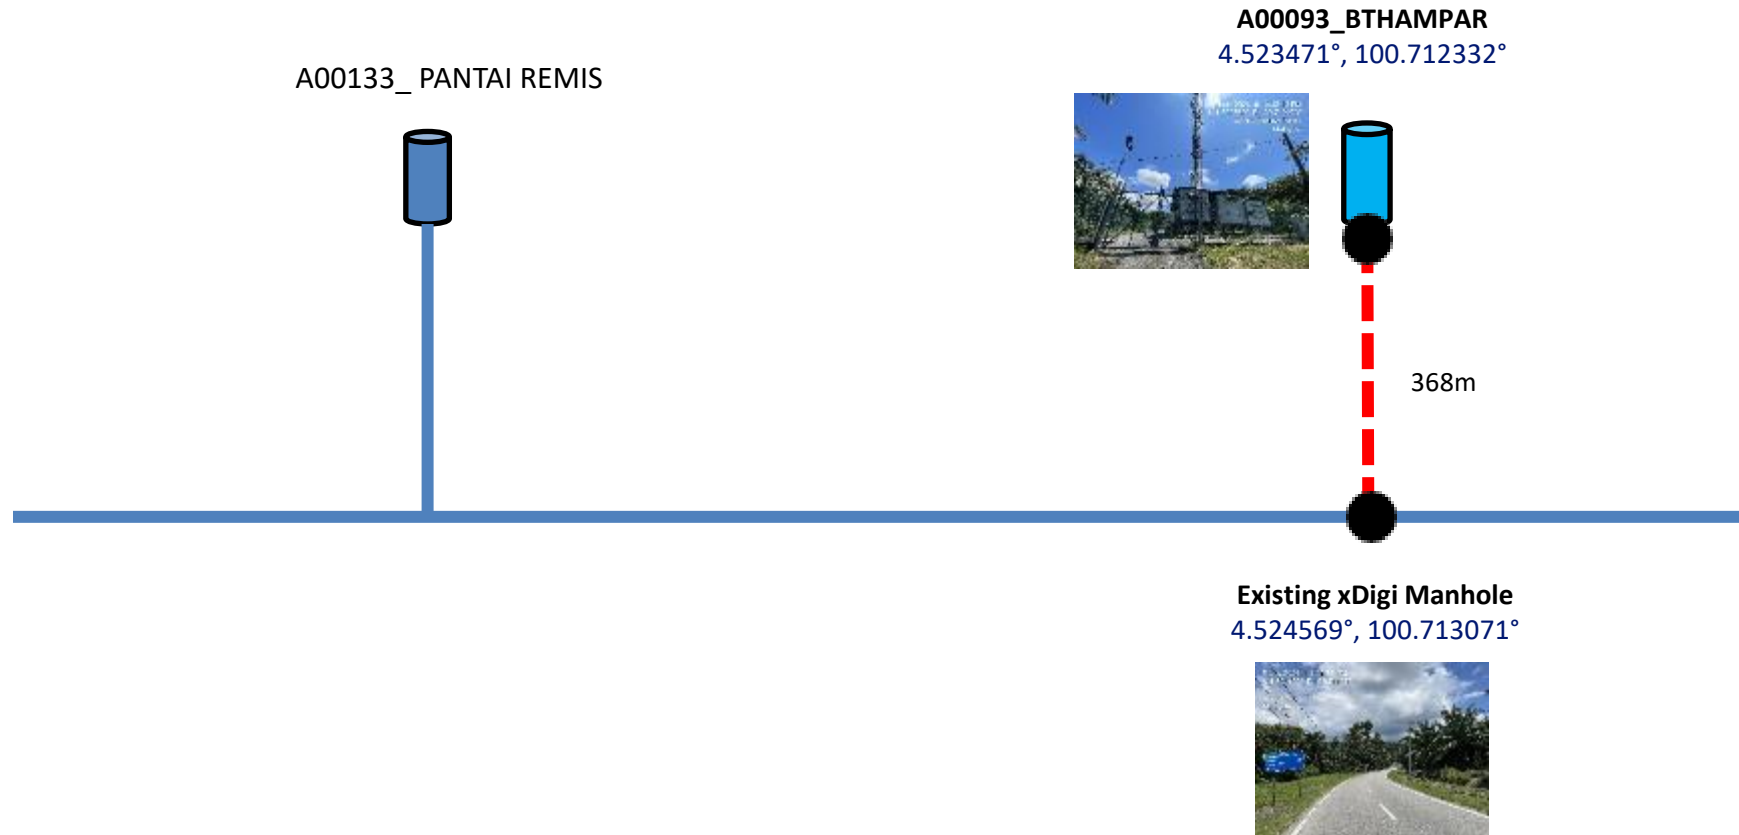 A00093_BTHAMPAR
4.523471°, 100.712332°
A00133_ PANTAI REMIS
368m
Existing xDigi Manhole
4.524569°, 100.713071°